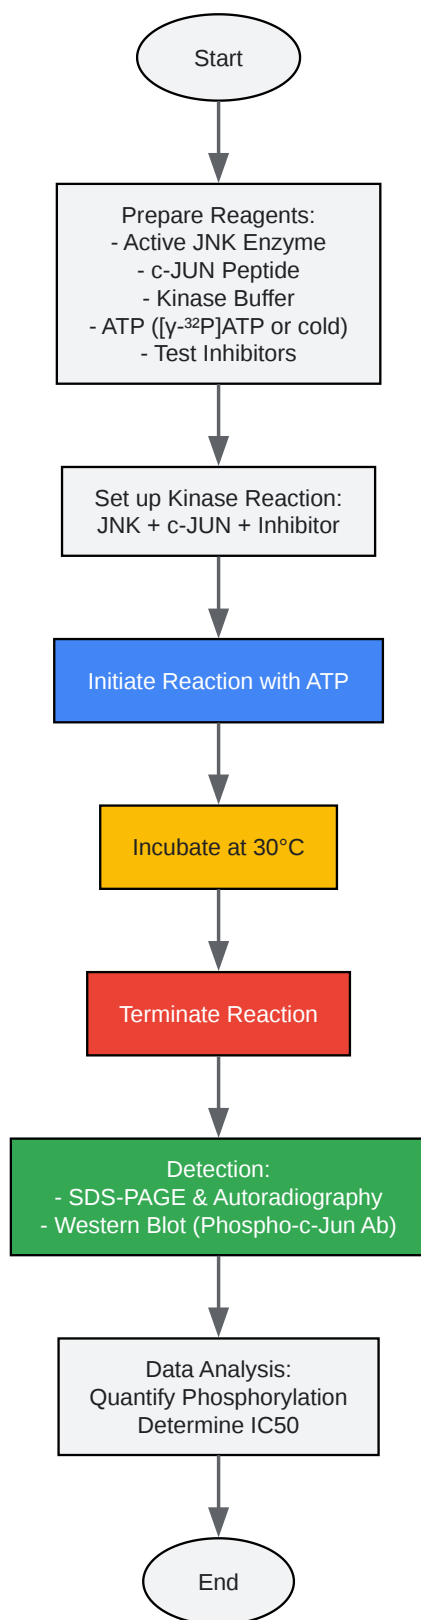 Start
Prepare Reagents:
- Active JNK Enzyme
- c-JUN Peptide
- Kinase Buffer
- ATP ([γ-³²P]ATP or cold)
- Test Inhibitors
Set up Kinase Reaction:
JNK + c-JUN + Inhibitor
Initiate Reaction with ATP
Incubate at 30°C
Terminate Reaction
Detection:
- SDS-PAGE & Autoradiography
- Western Blot (Phospho-c-Jun Ab)
Data Analysis:
Quantify Phosphorylation
Determine IC50
End